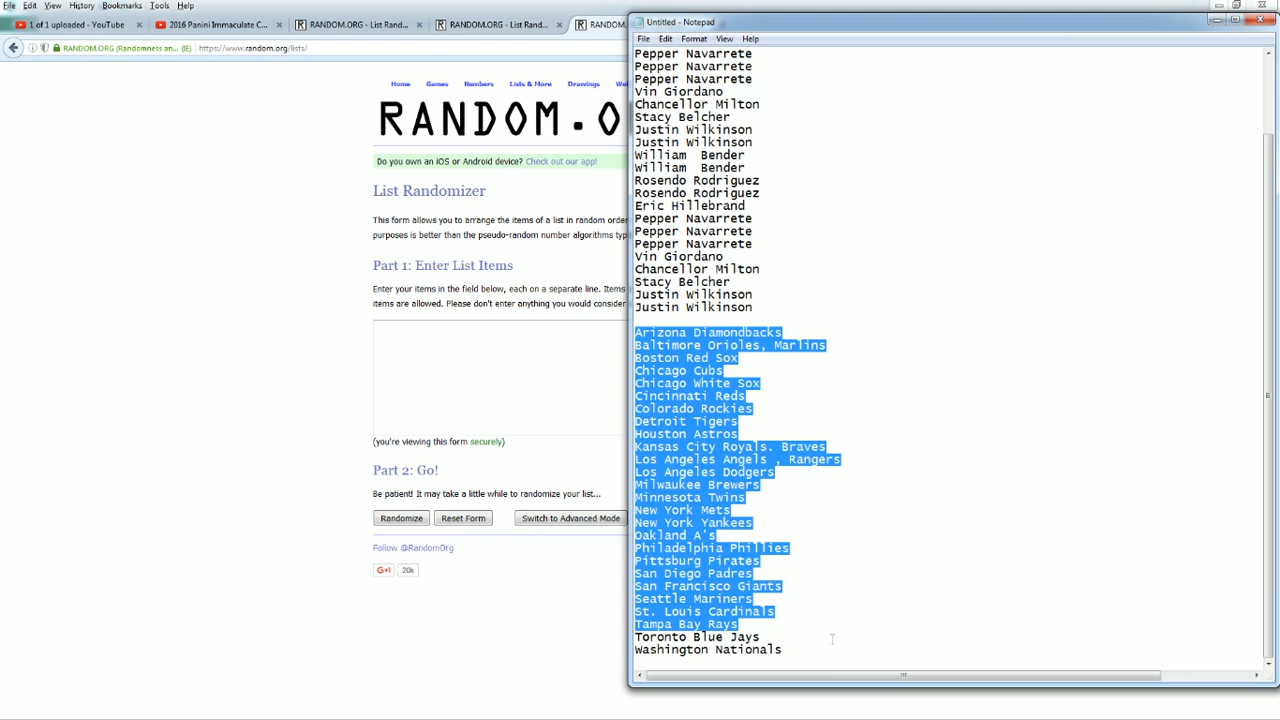 File Edit View History Bookmarks Tools Help
1 of 1 uploaded - YouTube
2016 Panini Immaculate C...
RANDOM.ORG - List Rand...
RANDOM.ORG - List Rand...
RANDOM.
RANDOM.ORG (Randomness an... (IE) https://www.random.org/lists/
Home Games Numbers Lists & More Drawings We
RANDOM.O
Do you own an iOS or Android device? Check out our app!
List Randomizer
This form allows you to arrange the items of a list in random order
purposes is better than the pseudo-random number algorithms typ
Part 1: Enter List Items
Enter your items in the field below, each on a separate line. Items
items are allowed. Please don't enter anything you would consider
(you're viewing this form securely)
Part 2: Go!
Be patient! It may take a little while to randomize your list...
Randomize Reset Form Switch to Advanced Mode
Follow @RandomOrg
G+1 20k
Untitled - Notepad
File Edit Format View Help
Pepper Navarrete
Pepper Navarrete
Pepper Navarrete
Vin Giordano
Chancellor Milton
Stacy Belcher
Justin Wilkinson
Justin Wilkinson
William  Bender
William  Bender
Rosendo Rodriguez
Rosendo Rodriguez
Eric Hillebrand
Pepper Navarrete
Pepper Navarrete
Pepper Navarrete
Vin Giordano
Chancellor Milton
Stacy Belcher
Justin Wilkinson
Justin Wilkinson
Arizona Diamondbacks
Baltimore Orioles, Marlins
Boston Red Sox
Chicago Cubs
Chicago White Sox
Cincinnati Reds
Colorado Rockies
Detroit Tigers
Houston Astros
Kansas City Royals. Braves
Los Angeles Angels , Rangers
Los Angeles Dodgers
Milwaukee Brewers
Minnesota Twins
New York Mets
New York Yankees
Oakland A's
Philadelphia Phillies
Pittsburg Pirates
San Diego Padres
San Francisco Giants
Seattle Mariners
St. Louis Cardinals
Tampa Bay Rays
Toronto Blue Jays
Washington Nationals